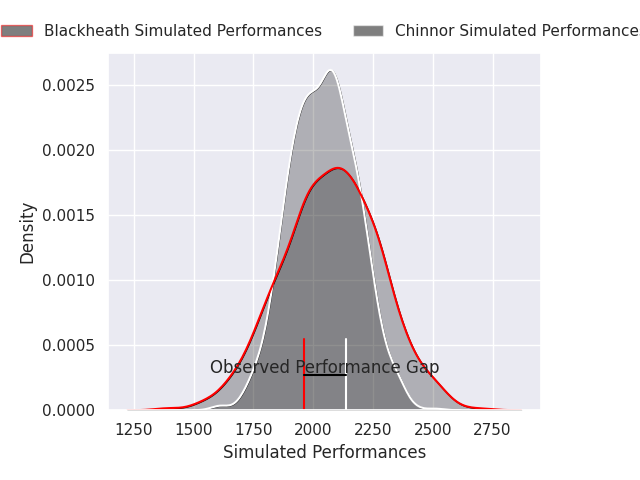 Blackheath Simulated Performances
Chinnor Simulated Performance
0.0025
0.0020
0.0015
0.0010
0.0005
0.0000
Density
Observed Performance Gap
1250 1500 1750 2000 2250 2500 2750
Simulated Performances